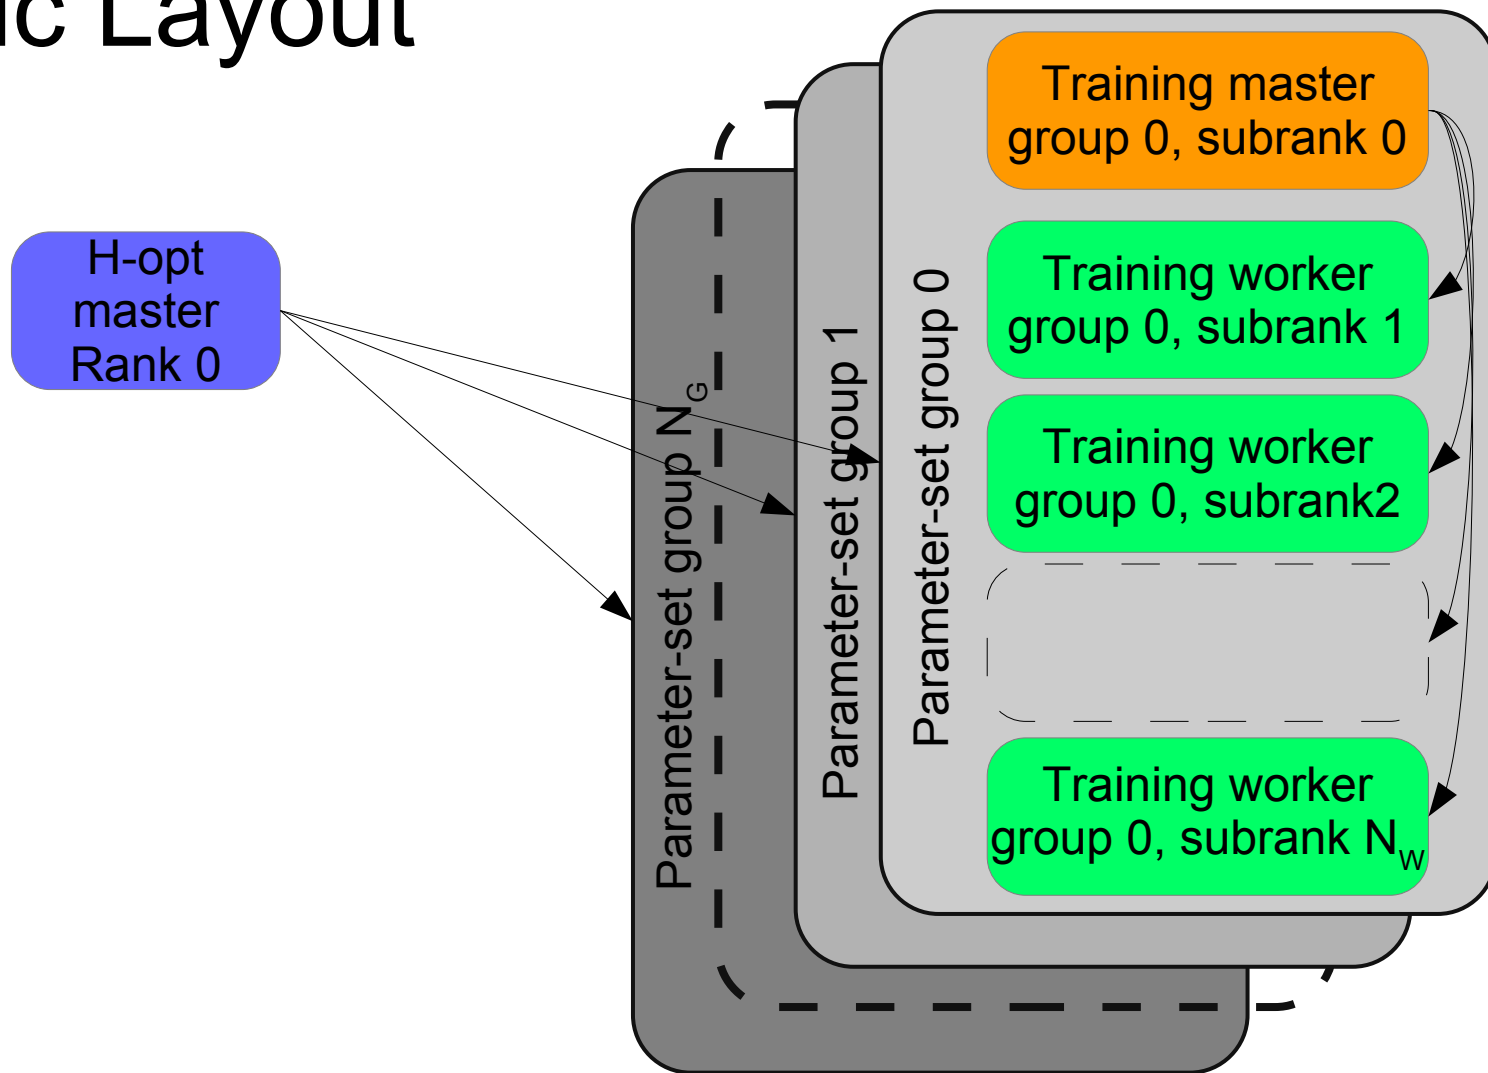 ic Layout
H-opt
master
Rank 0
Parameter-set group N_G
Parameter-set group 1
Parameter-set group 0
Training master
group 0, subrank 0
Training worker
group 0, subrank 1
Training worker
group 0, subrank2
Training worker
group 0, subrank N_W